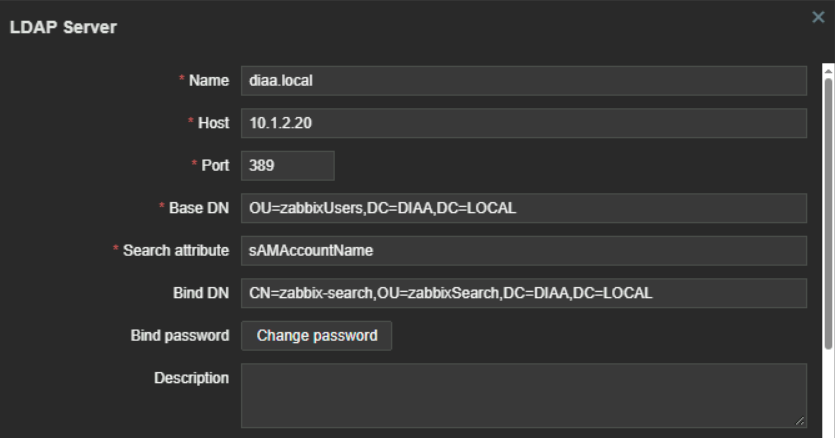 LDAP Server
* Name diaa.local
* Host 10.1.2.20
* Port 389
* Base DN OU=zabbixUsers,DC=DIAA,DC=LOCAL
* Search attribute sAMAccountName
Bind DN CN=zabbix-search,OU=zabbixSearch,DC=DIAA,DC=LOCAL
Bind password Change password
Description